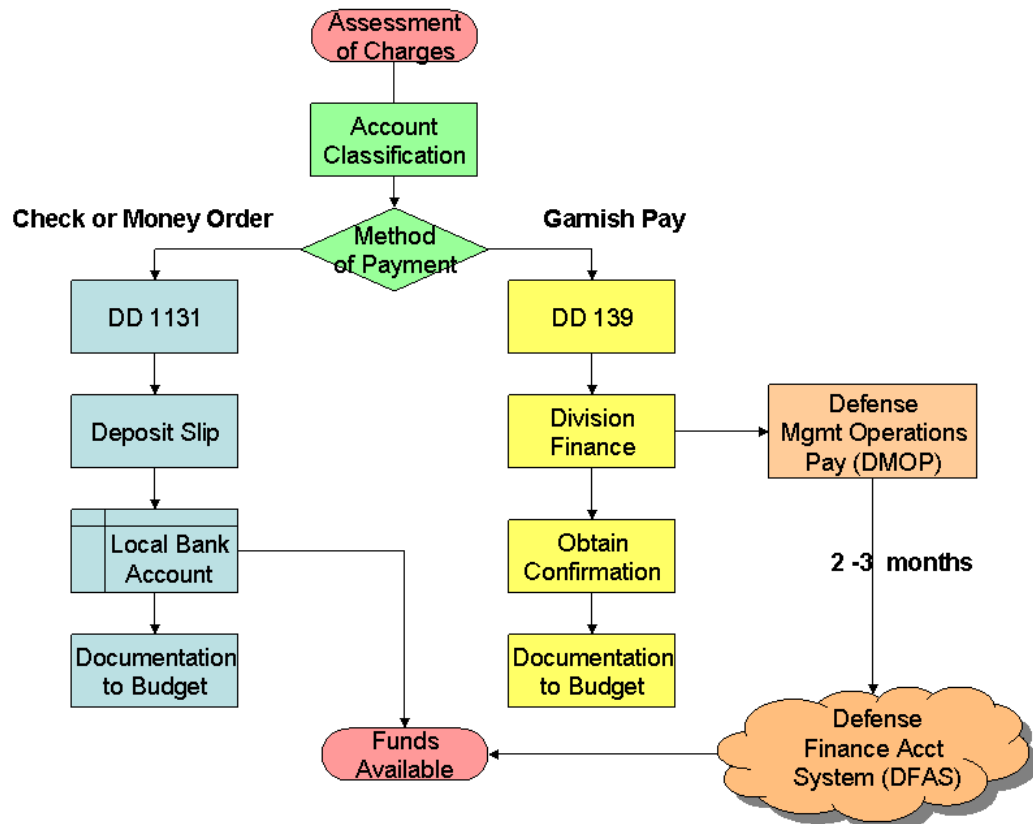 Assessment
of Charges
Account
Classification
Check or Money Order
Garnish Pay
Method
of Payment
DD 1131
DD 139
Deposit Slip
Division
Finance
Defense
Mgmt Operations
Pay (DMOP)
Local Bank
Account
Obtain
Confirmation
2 -3 months
Documentation
to Budget
Documentation
to Budget
Funds
Available
Defense
Finance Acct
System (DFAS)